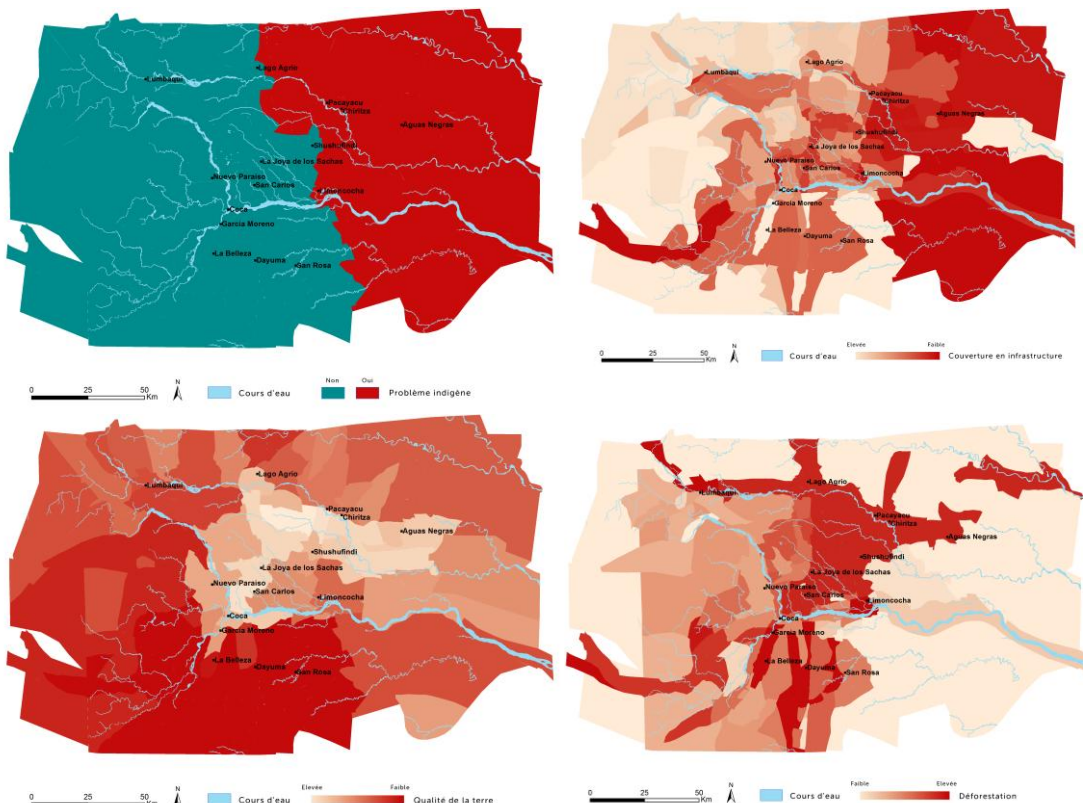 Lago Agrio
Lumbaqui
Pacayacu
Chiritza
Aguas Negras
Shushufindi
La Joya de los Sachas
Nuevo Paraiso
San Carlos
Limoncocha
Coca
Garcia Moreno
La Belleza
Dayuma
San Rosa
Non Oui
N
0 25 50
Km
Cours d'eau
Problème indigène
Lago Agrio
Lumbaqui
Pacayacu
Chiritza
Aguas Negras
Shushufindi
La Joya de los Sachas
Nuevo Paraiso
San Carlos
Limoncocha
Coca
Garcia Moreno
La Belleza
Dayuma
San Rosa
Elevée Faible
N
0 25 50
Km
Cours d'eau
Couverture en infrastructure
Lago Agrio
Lumbaqui
Pacayacu
Chiritza
Aguas Negras
Shushufindi
La Joya de los Sachas
Nuevo Paraiso
San Carlos
Limoncocha
Coca
Garcia Moreno
La Belleza
Dayuma
San Rosa
Elevée Faible
N
0 25 50
Km
Cours d'eau
Qualité de la terre
Lago Agrio
Lumbaqui
Pacayacu
Chiritza
Aguas Negras
Shushufindi
La Joya de los Sachas
Nuevo Paraiso
San Carlos
Limoncocha
Coca
Garcia Moreno
La Belleza
Dayuma
San Rosa
Faible Elevée
N
0 25 50
Km
Cours d'eau
Déforestation